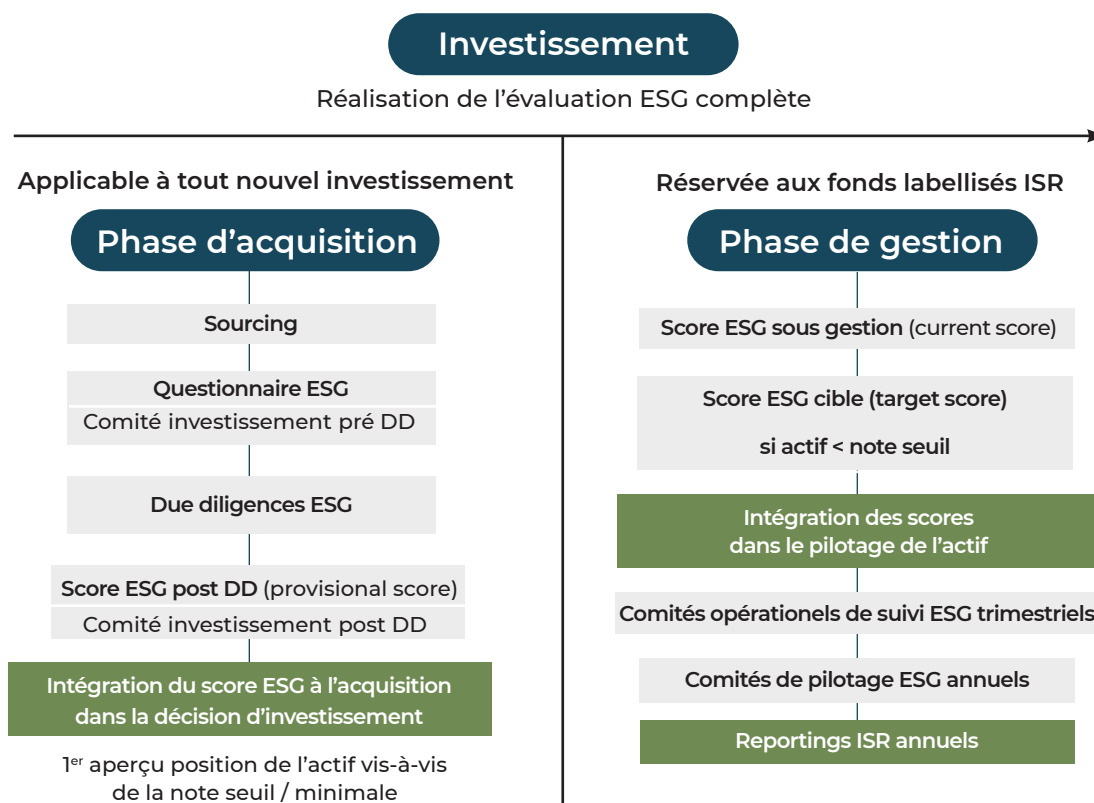 Investissement
Réalisation de l'évaluation ESG complète
Applicable à tout nouvel investissement
Phase d'acquisition
Sourcing
Questionnaire ESG
Comité investissement pré DD
Due diligences ESG
Score ESG post DD (provisional score)
Comité investissement post DD
Intégration du score ESG à l'acquisition
dans la décision d'investissement
1er aperçu position de l'actif vis-à-vis
de la note seuil / minimale
Réservée aux fonds labellisés ISR
Phase de gestion
Score ESG sous gestion (current score)
Score ESG cible (target score)
si actif < note seuil
Intégration des scores
dans le pilotage de l'actif
Comités opérationels de suivi ESG trimestriels
Comités de pilotage ESG annuels
Reportings ISR annuels